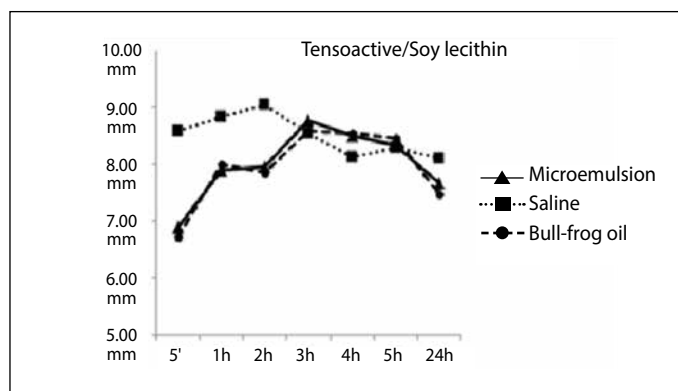 Tensoactive/Soy lecithin
10.00
mm
9.00
mm
8.00
mm
7.00
mm
6.00
mm
5.00
mm
5' 1h 2h 3h 4h 5h 24h
Microemulsion
Saline
Bull-frog oil